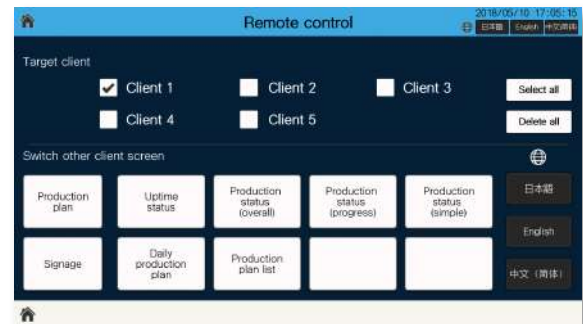 Remote control
2018/05/10 17:05:15
日本語 English 中文(简体)
Target client
Client 1 Client 2 Client 3 Select all
Client 4 Client 5 Delete all
Switch other client screen
Production
plan
Uptime
status
Production
status
(overall)
Production
status
(progress)
Production
status
(simple)
日本語
English
Signage
Daily
production
plan
Production
plan list
中文 (简体)